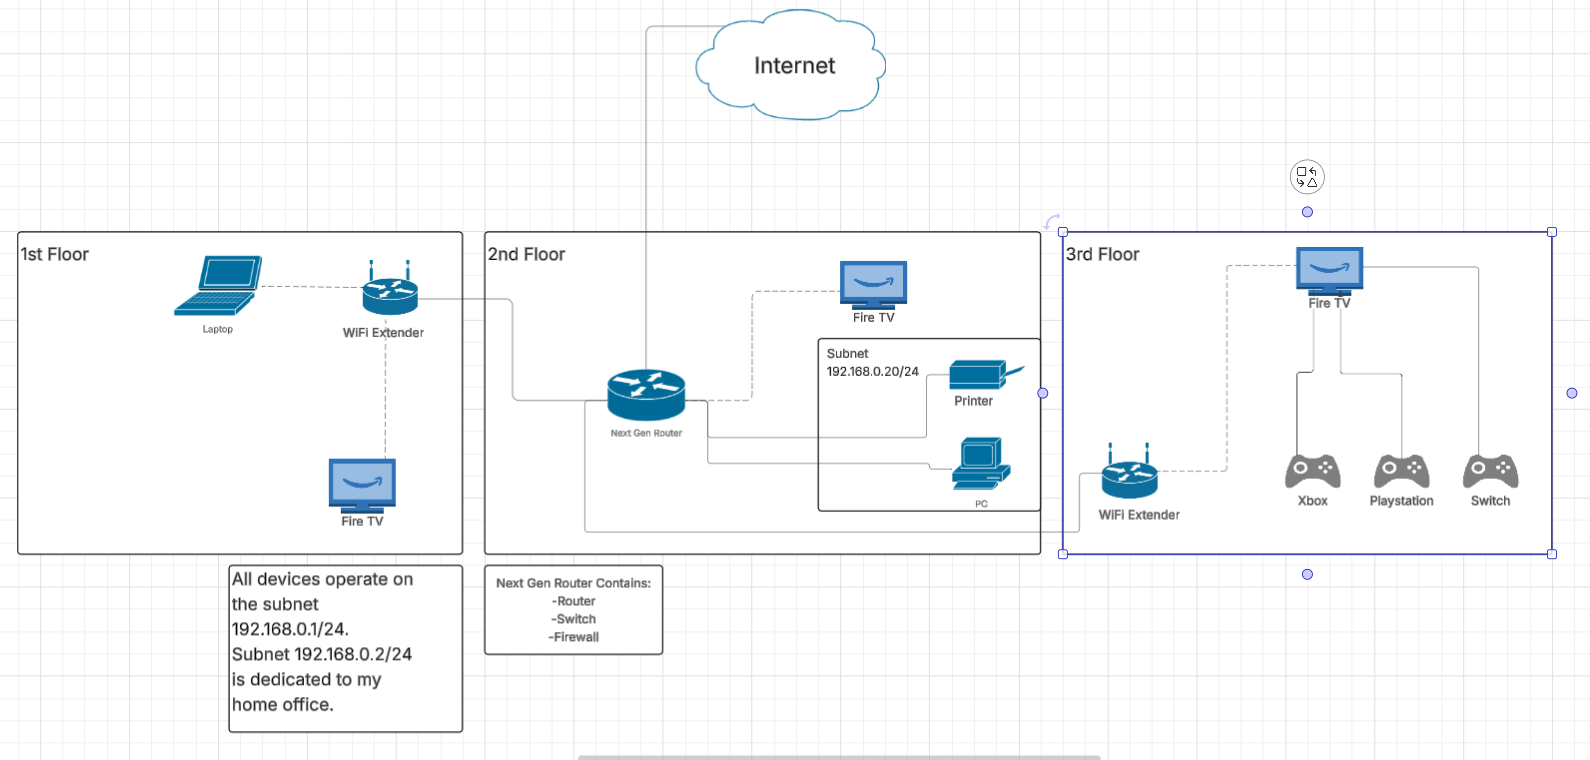 Internet
1st Floor
Laptop
WiFi Extender
Fire TV
2nd Floor
Fire TV
Subnet
192.168.0.20/24
Printer
Next Gen Router
PC
3rd Floor
Fire TV
Xbox
Playstation
Switch
WiFi Extender
All devices operate on
the subnet
192.168.0.1/24.
Subnet 192.168.0.2/24
is dedicated to my
home office.
Next Gen Router Contains:
-Router
-Switch
-Firewall